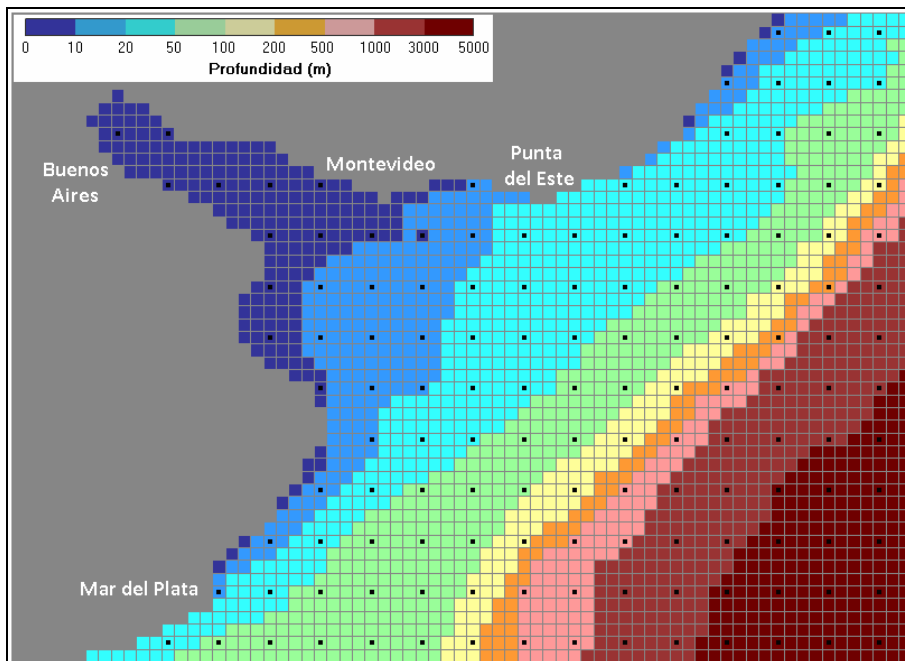 0 10 20 50 100 200 500 1000 3000 5000
Profundidad (m)
Buenos
Aires
Montevideo
Punta
del Este
Mar del Plata